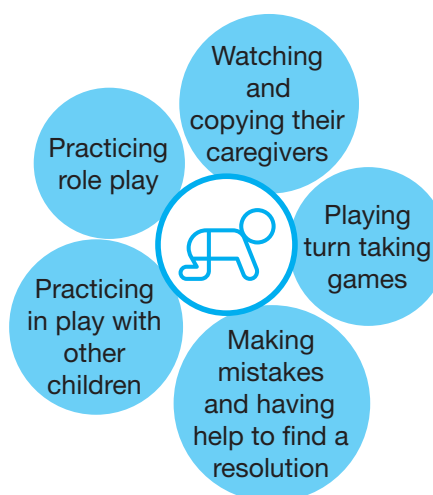 Watching
and
copying their
caregivers
Practicing
role play
Playing
turn taking
games
Practicing
in play with
other
children
Making
mistakes
and having
help to find a
resolution